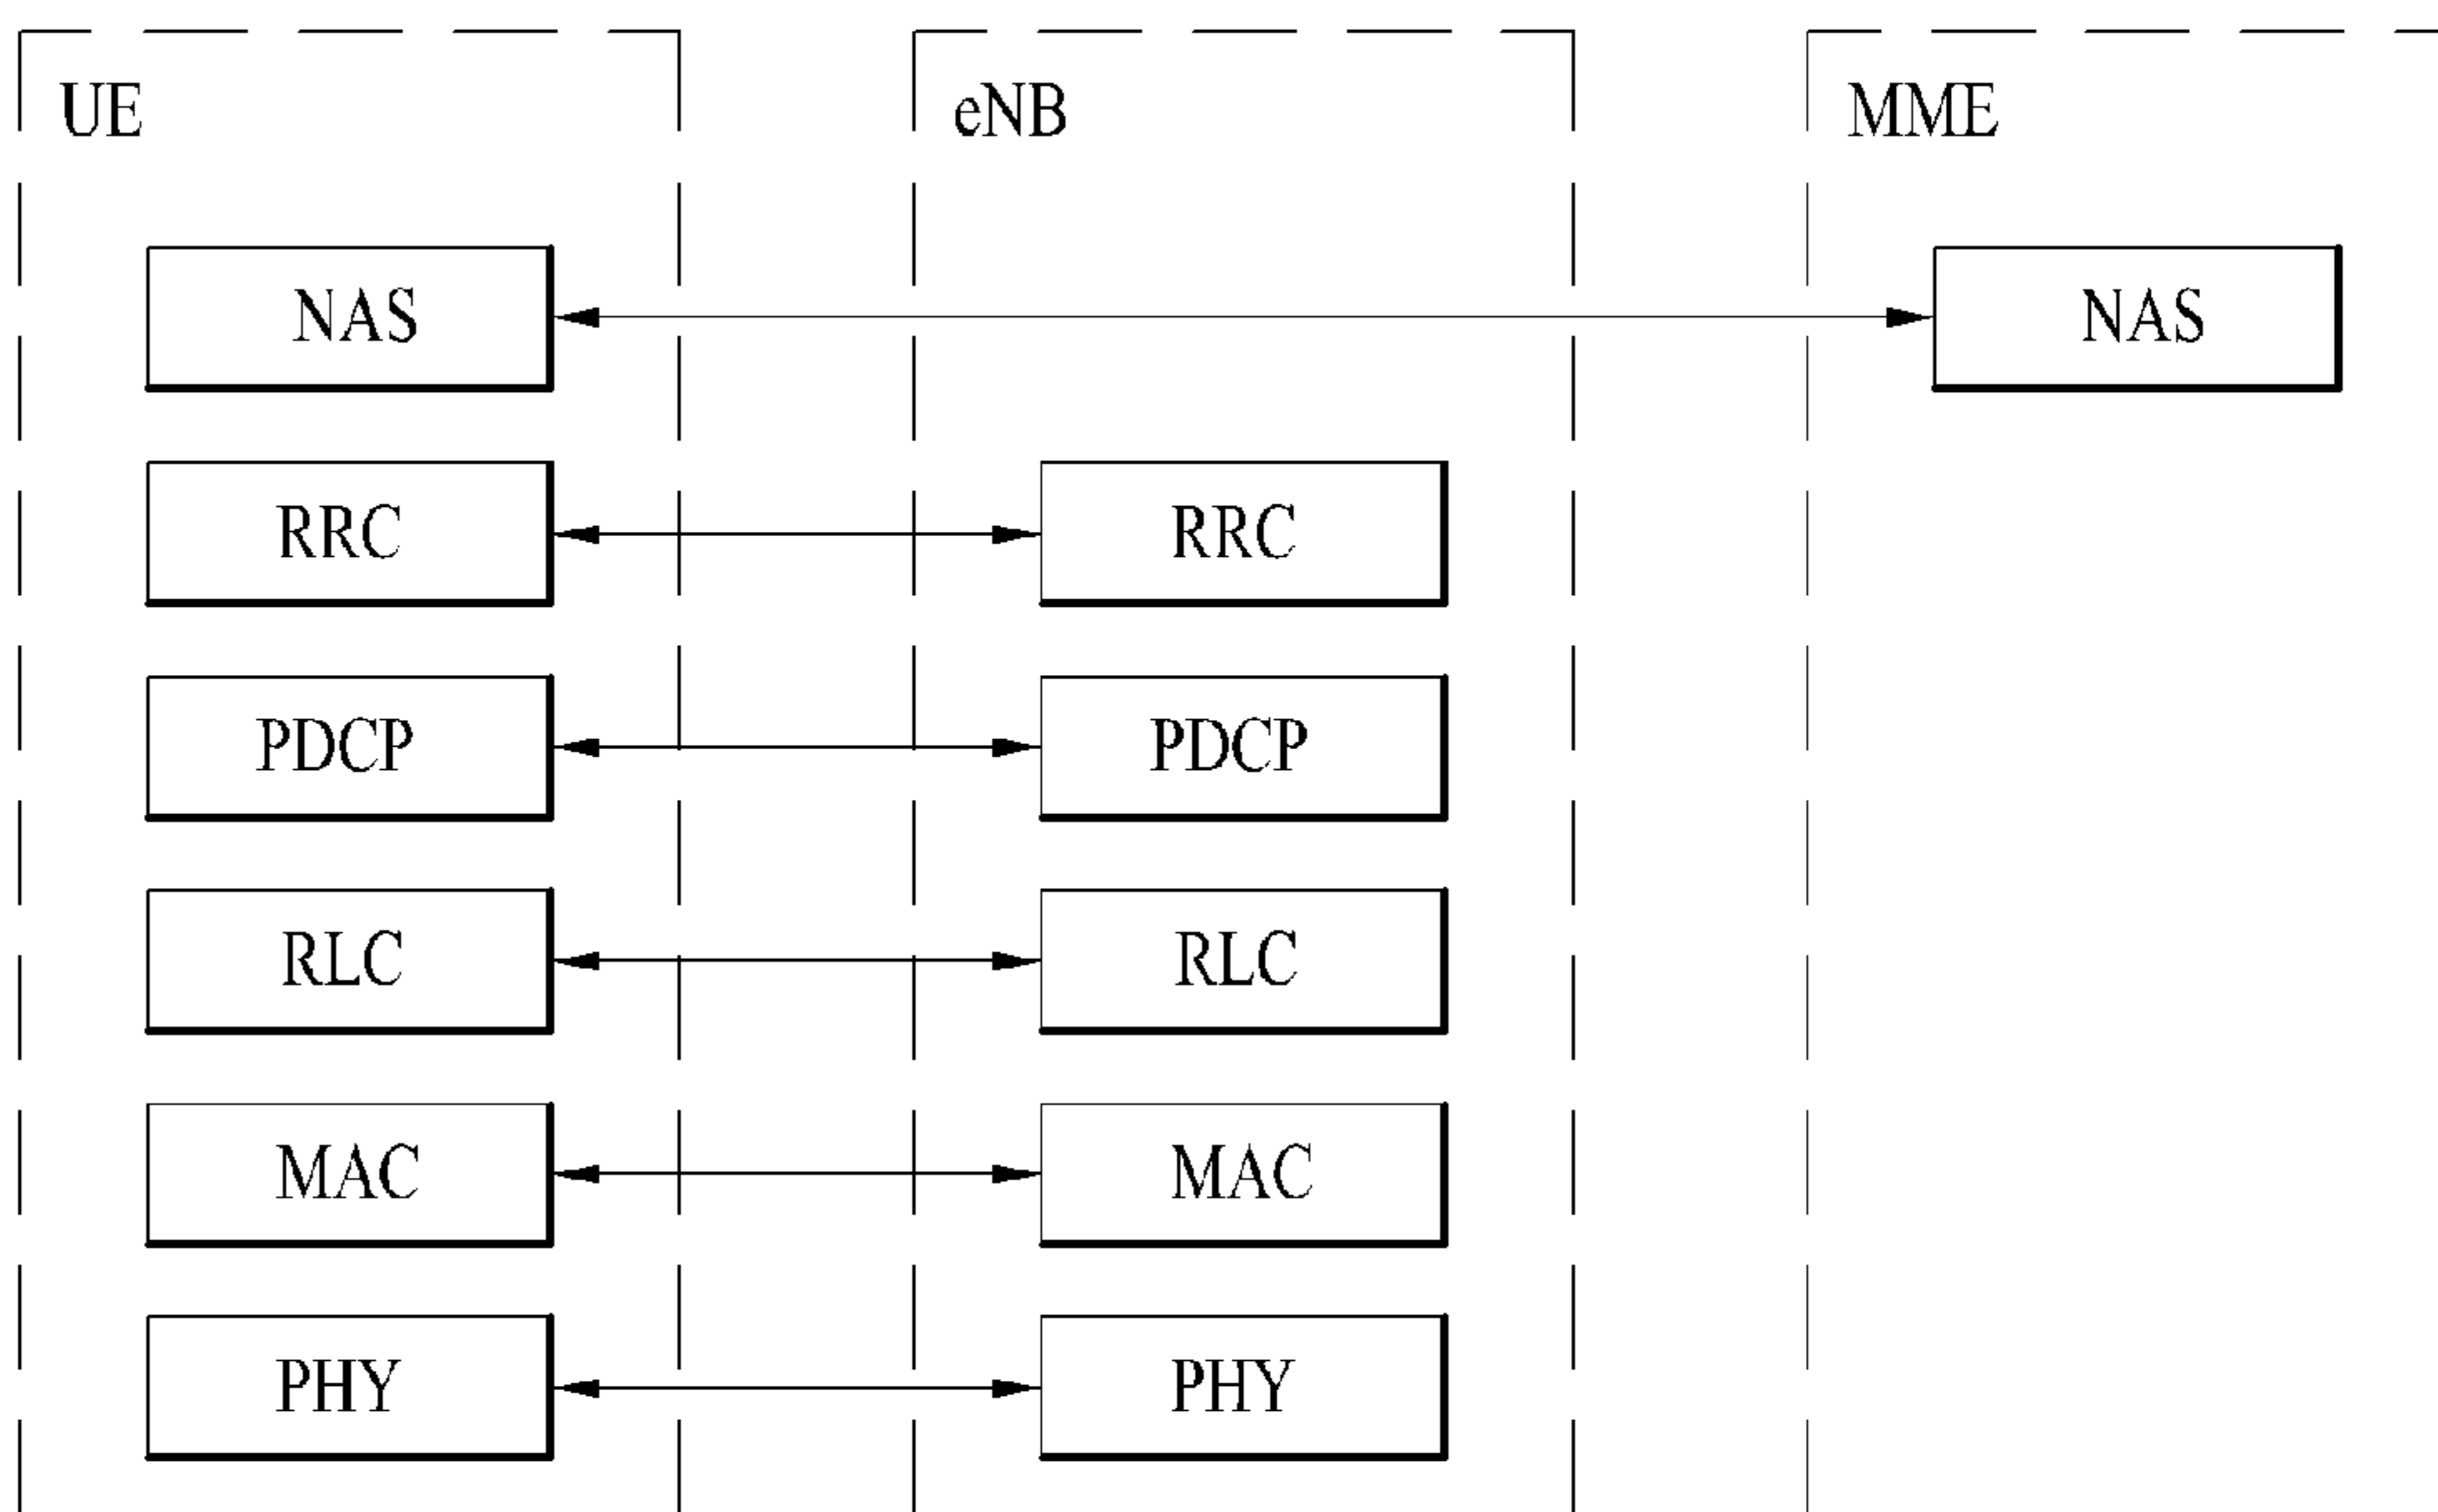 UE eNB MME
NAS NAS
RRC RRC
PDCP PDCP
RLC RLC
MAC MAC
PHY PHY